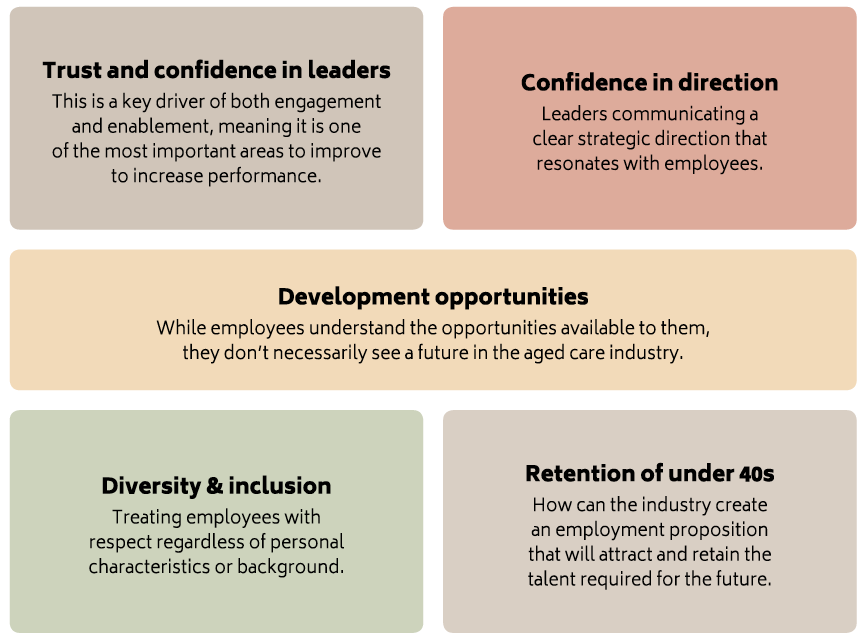 Trust and confidence in leaders
This is a key driver of both engagement
and enablement, meaning it is one
of the most important areas to improve
to increase performance.
Confidence in direction
Leaders communicating a
clear strategic direction that
resonates with employees.
Development opportunities
While employees understand the opportunities available to them,
they don’t necessarily see a future in the aged care industry.
Diversity & inclusion
Treating employees with
respect regardless of personal
characteristics or background.
Retention of under 40s
How can the industry create
an employment proposition
that will attract and retain the
talent required for the future.